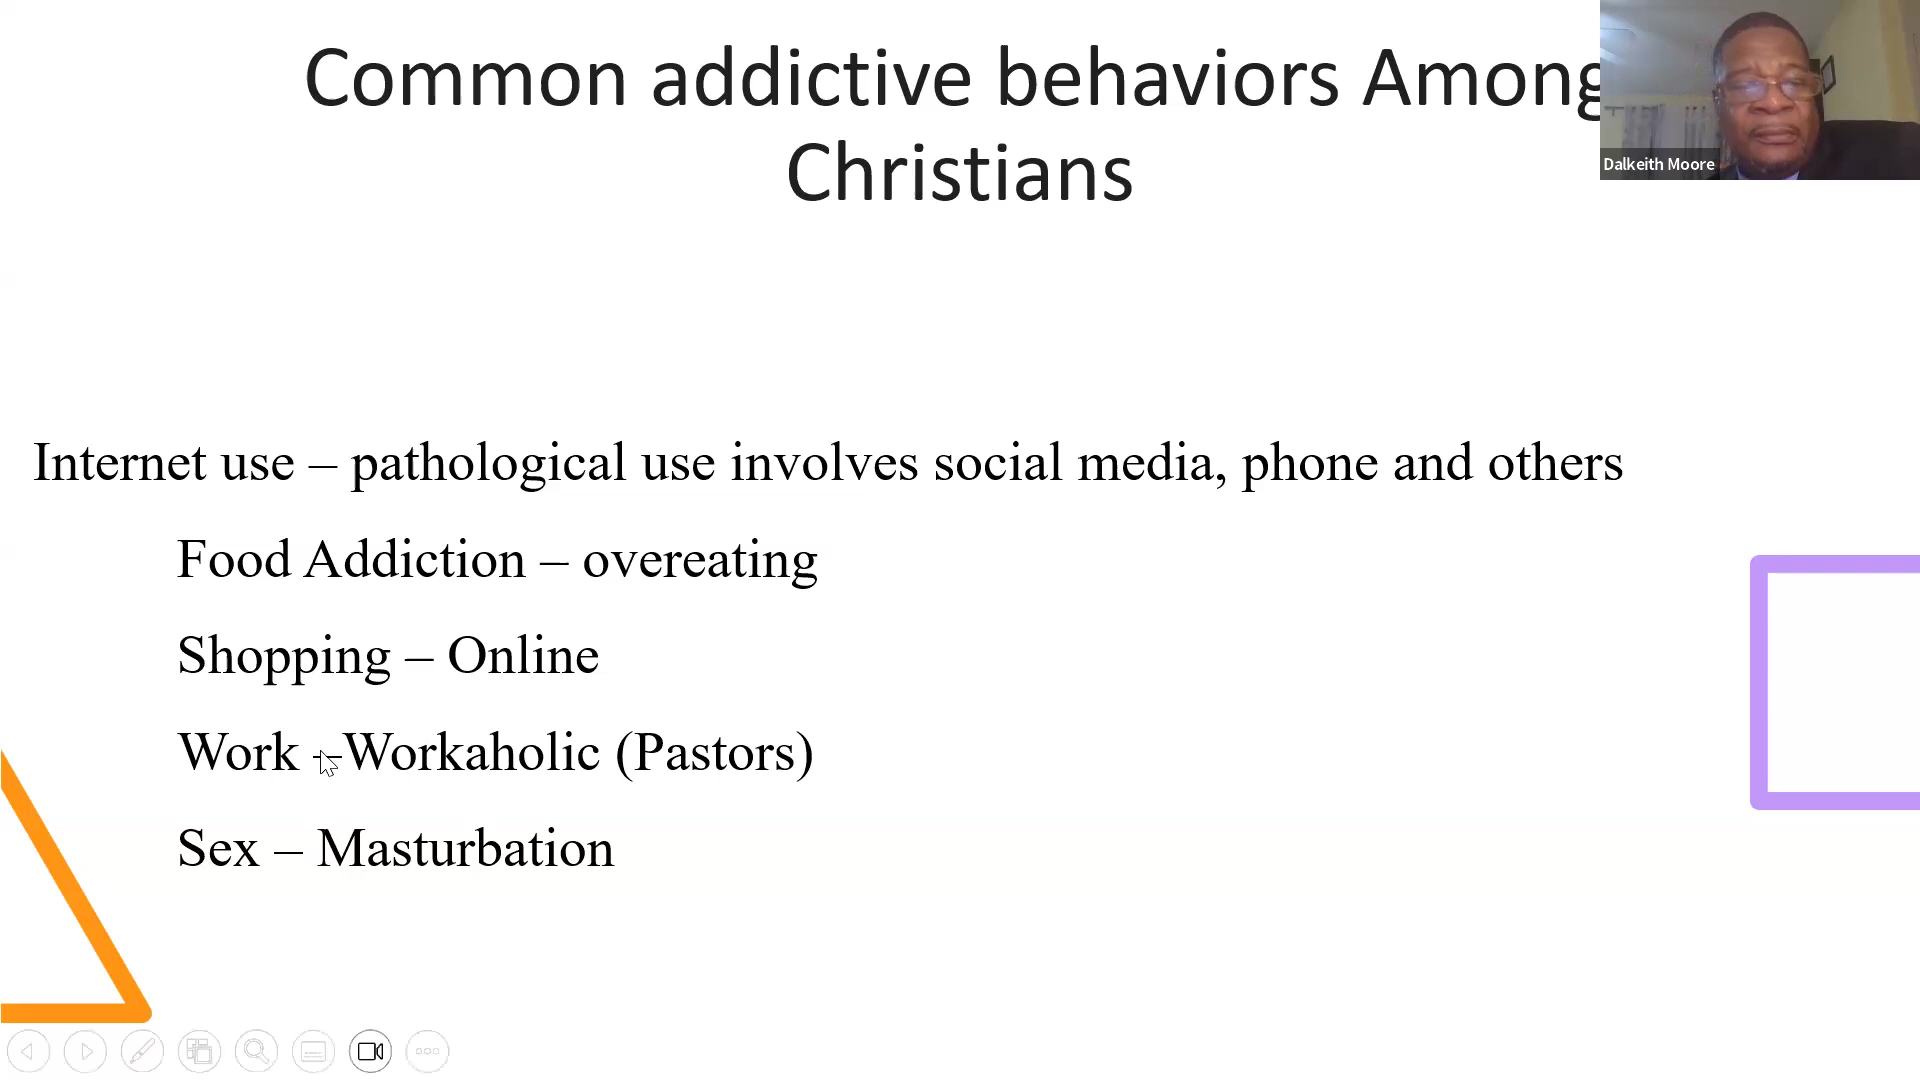 Common addictive behaviors Among
Christians
Dalkeith Moore
Internet use – pathological use involves social media, phone and others
Food Addiction – overeating
Shopping – Online
Work –Workaholic (Pastors)
Sex – Masturbation